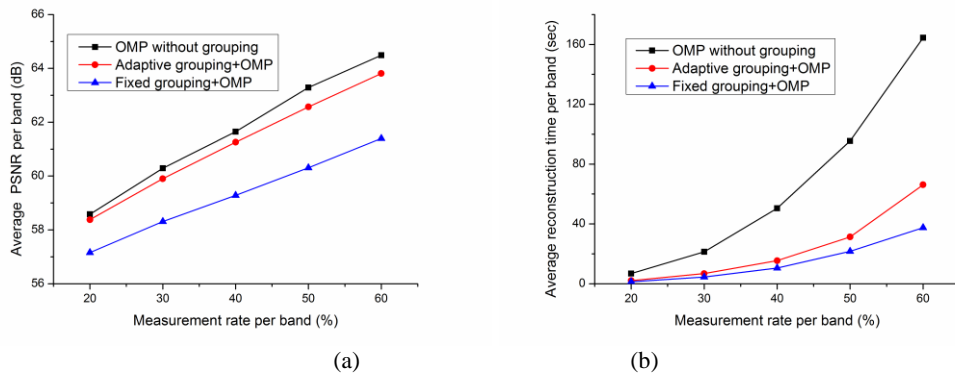 66
64
62
60
58
56
Average PSNR per band (dB)
OMP without grouping
Adaptive grouping+OMP
Fixed grouping+OMP
20 30 40 50 60
Measurement rate per band (%)
(a)
160
120
80
40
0
Average reconstruction time per band (sec)
OMP without grouping
Adaptive grouping+OMP
Fixed grouping+OMP
20 30 40 50 60
Measurement rate per band (%)
(b)